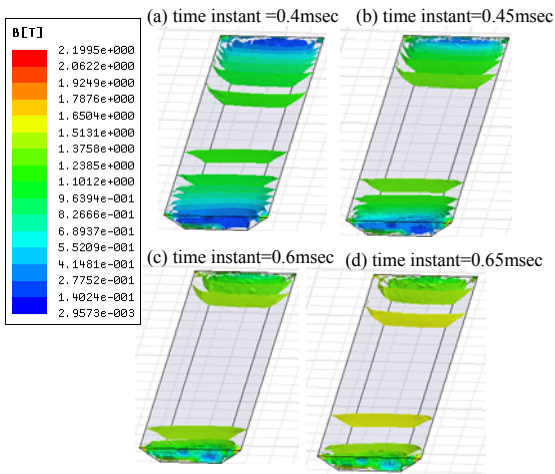 (a) time instant =0.4msec
(b) time instant=0.45msec
B[T]
2.1995e+000
2.0622e+000
1.9249e+000
1.7876e+000
1.6504e+000
1.5131e+000
1.3758e+000
1.2385e+000
1.1012e+000
9.6394e-001
8.2666e-001
6.8937e-001
5.5209e-001
4.1481e-001
2.7752e-001
1.4024e-001
2.9573e-003
(c) time instant=0.6msec
(d) time instant=0.65msec